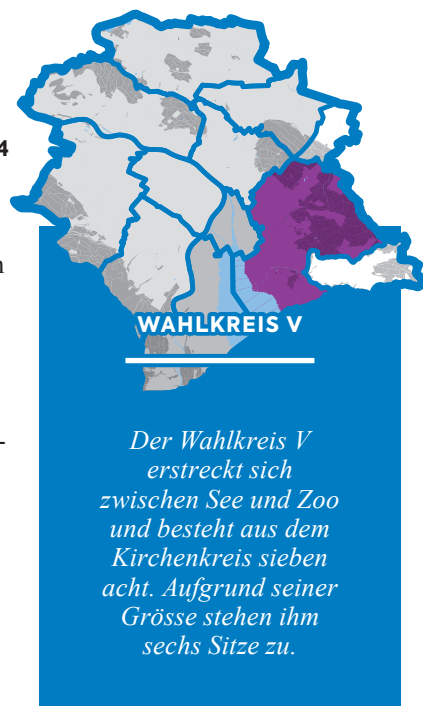 4
n
WAHLKREIS V
-
Der Wahlkreis V
erstreckt sich
zwischen See und Zoo
und besteht aus dem
Kirchenkreis sieben
acht. Aufgrund seiner
Grösse stehen ihm
sechs Sitze zu.